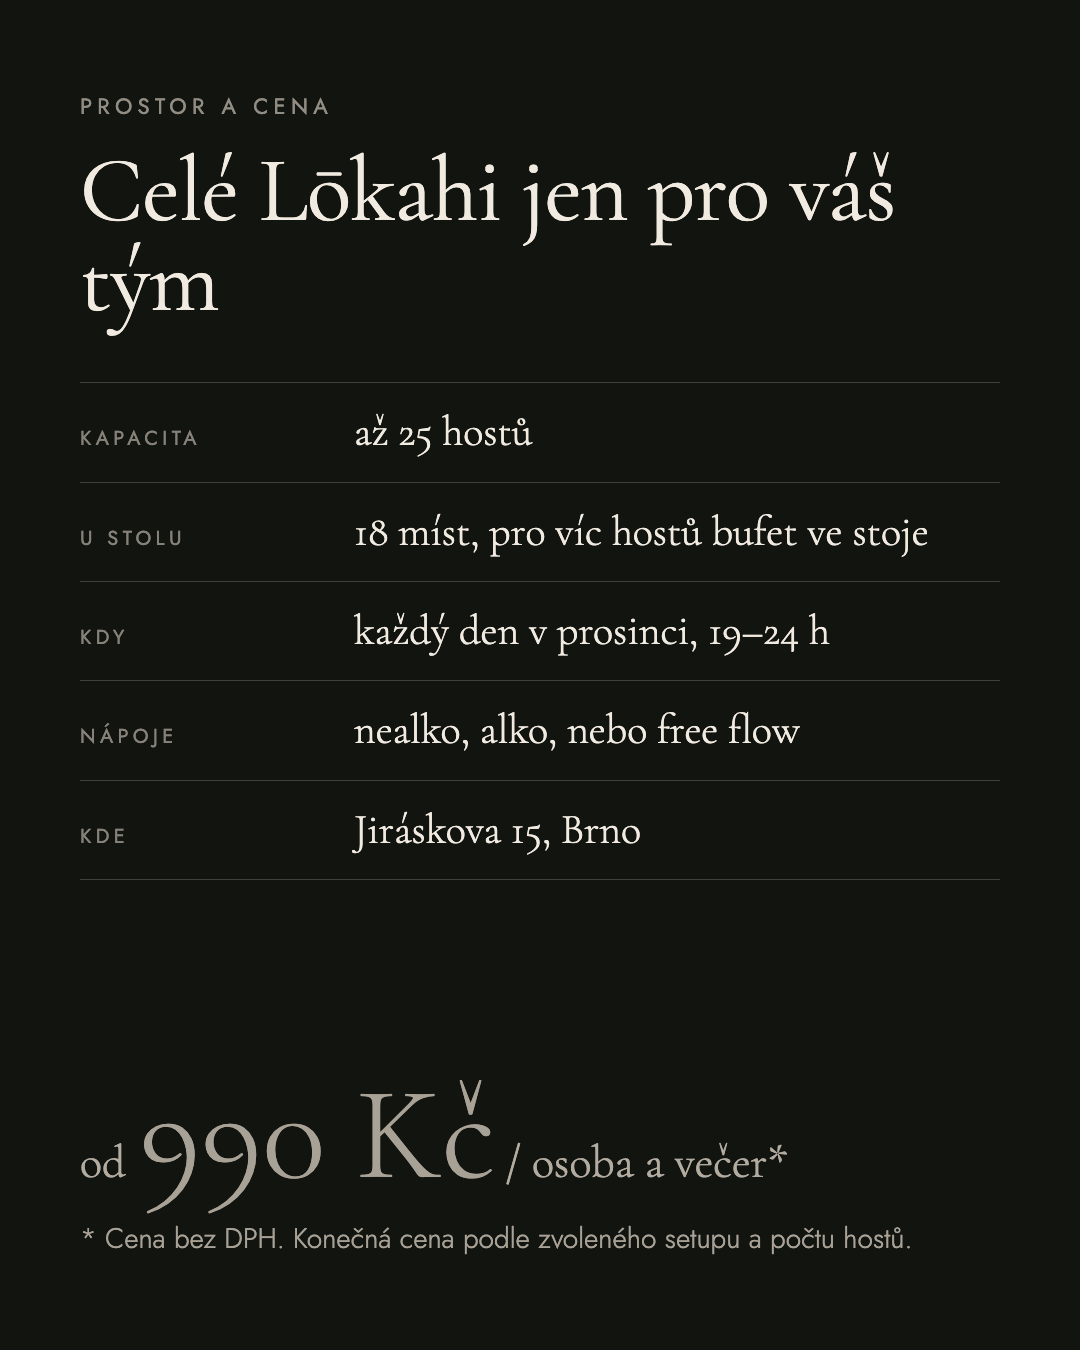 PROSTOR A CENA
Celé Lōkahi jen pro váš
tým
KAPACITA až 25 hostů
U STOLU 18 míst, pro víc hostů bufet ve stoje
KDY každý den v prosinci, 19–24 h
NÁPOJE nealko, alko, nebo free flow
KDE Jiráskova 15, Brno
od 990 Kč / osoba a večer*
* Cena bez DPH. Konečná cena podle zvoleného setupu a počtu hostů.